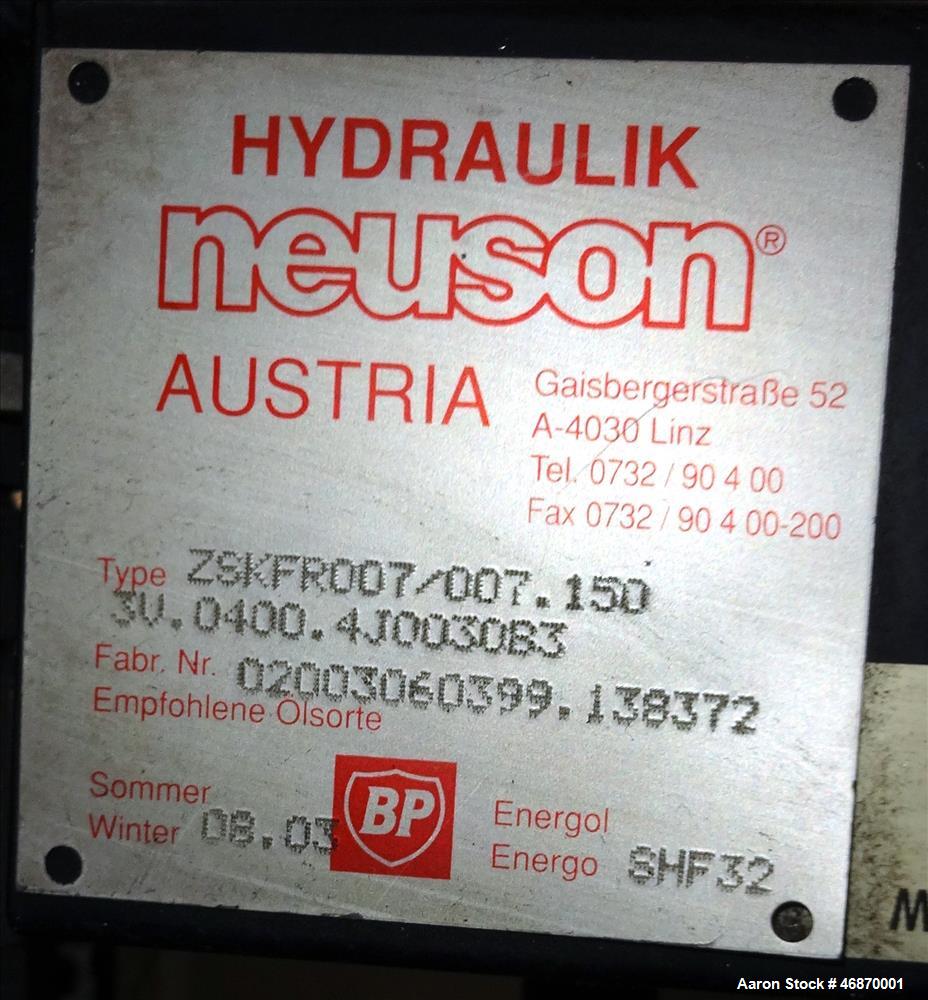 HYDRAULIK
neuson®
AUSTRIA
Gaisbergerstraße 52
A-4030 Linz
Tel. 0732 / 90 4 00
Fax 0732 / 90 4 00-200
Type ZSKFR007/007.150
3V.0400.4J0030B3
Fabr. Nr. 02003060399.138372
Empfohlene Ölsorte
Sommer
Winter 08.03
BP
Energol
Energo SHF32
M
Aaron Stock # 46870001